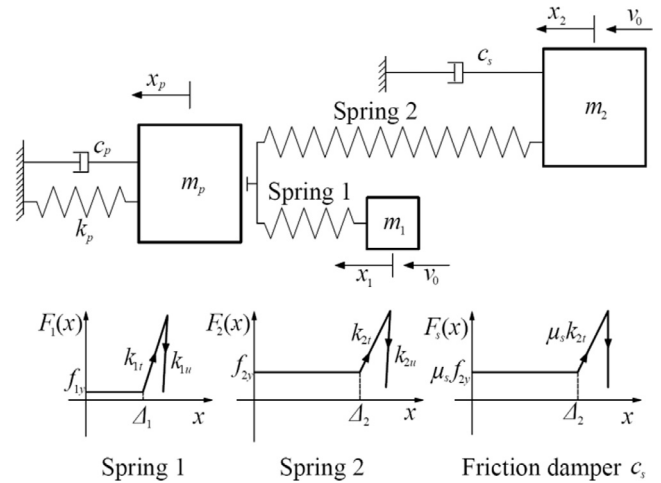 x₂ v₀
cₛ
xₚ
Spring 2
m₂
cₚ
mₚ
Spring 1
kₚ
m₁
x₁ v₀
F₁(x) F₂(x) Fₛ(x)
k₁ₜ k₁ᵤ k₂ₜ k₂ᵤ μₛk₂ₜ
f₁y f₂y μₛf₂y
Δ₁ x Δ₂ x Δ₂ x
Spring 1 Spring 2 Friction damper cₛ